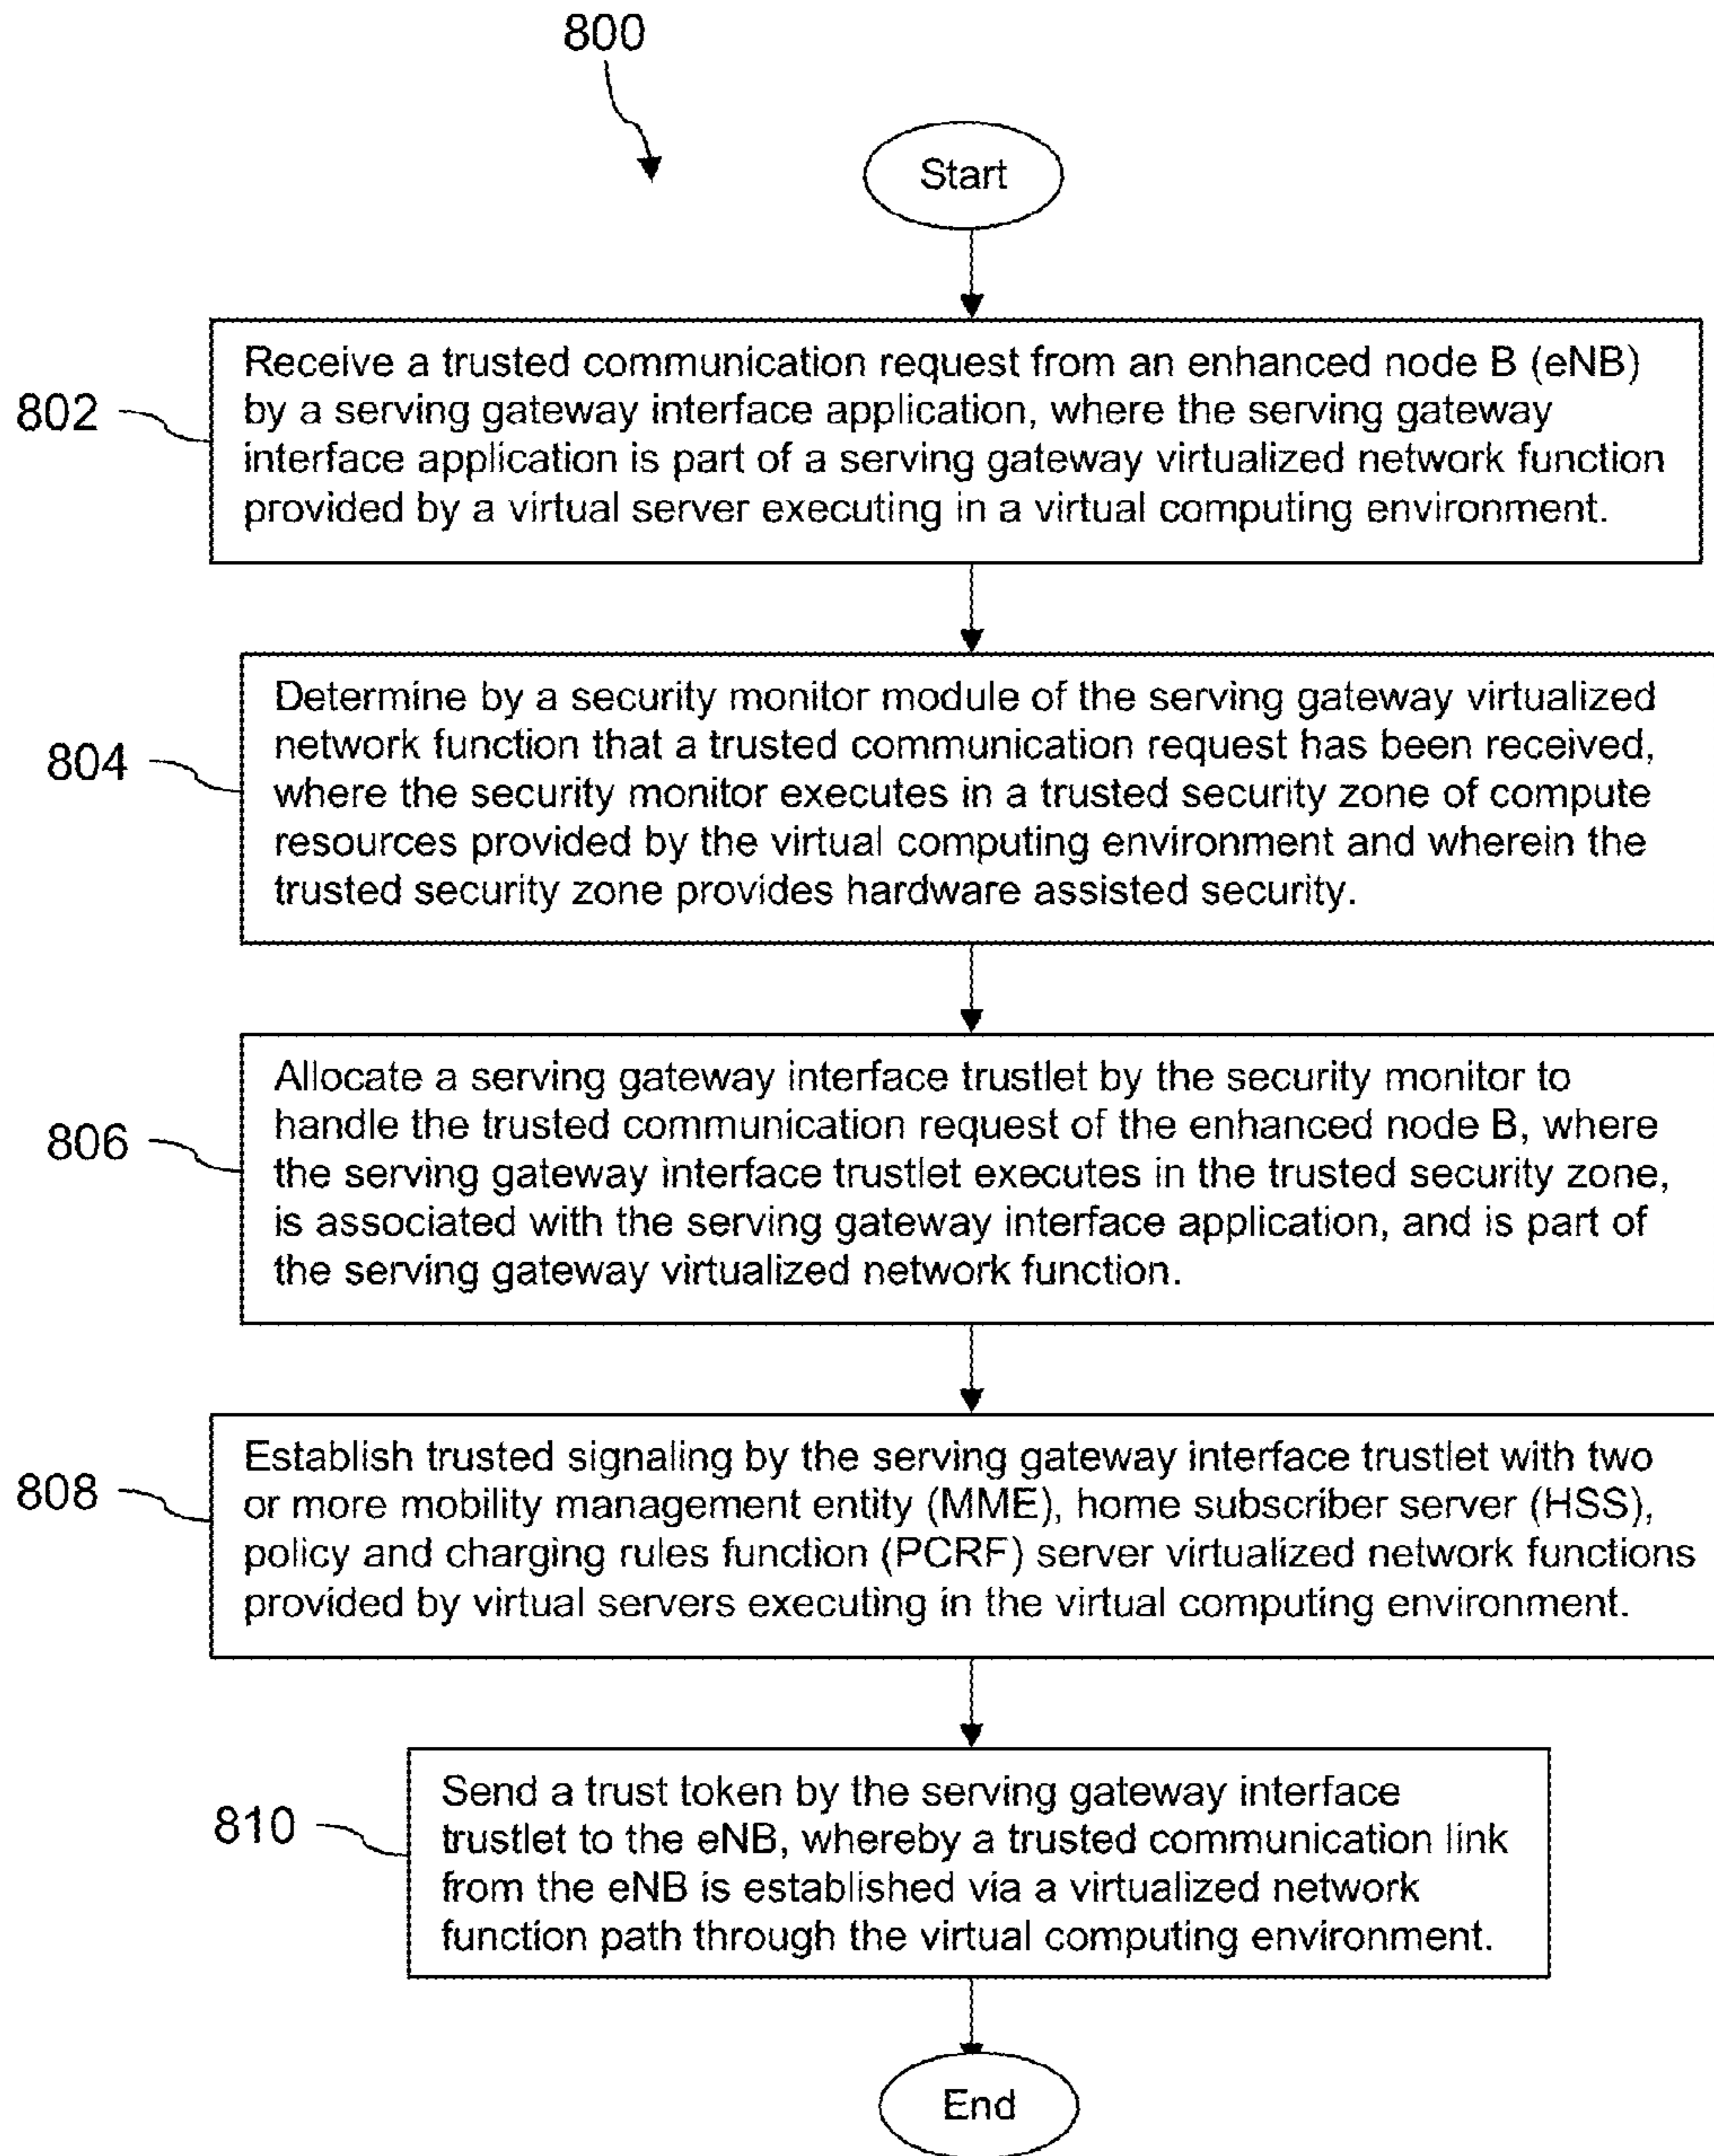 800
Start
802
Receive a trusted communication request from an enhanced node B (eNB)
by a serving gateway interface application, where the serving gateway
interface application is part of a serving gateway virtualized network function
provided by a virtual server executing in a virtual computing environment.
804
Determine by a security monitor module of the serving gateway virtualized
network function that a trusted communication request has been received,
where the security monitor executes in a trusted security zone of compute
resources provided by the virtual computing environment and wherein the
trusted security zone provides hardware assisted security.
806
Allocate a serving gateway interface trustlet by the security monitor to
handle the trusted communication request of the enhanced node B, where
the serving gateway interface trustlet executes in the trusted security zone,
is associated with the serving gateway interface application, and is part of
the serving gateway virtualized network function.
808
Establish trusted signaling by the serving gateway interface trustlet with two
or more mobility management entity (MME), home subscriber server (HSS),
policy and charging rules function (PCRF) server virtualized network functions
provided by virtual servers executing in the virtual computing environment.
810
Send a trust token by the serving gateway interface
trustlet to the eNB, whereby a trusted communication link
from the eNB is established via a virtualized network
function path through the virtual computing environment.
End